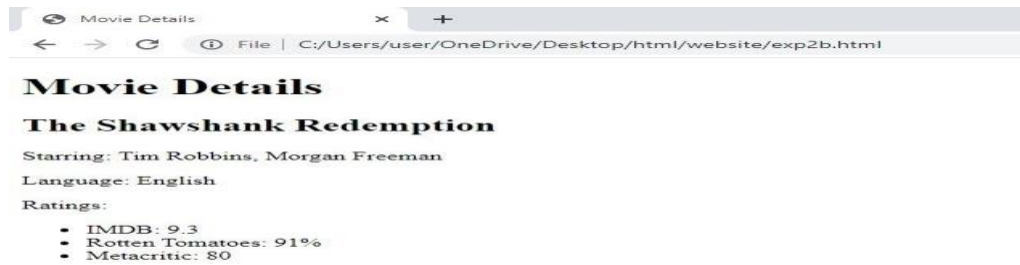 Movie Details
File | C:/Users/user/OneDrive/Desktop/html/website/exp2b.html
Movie Details
The Shawshank Redemption
Starring: Tim Robbins, Morgan Freeman
Language: English
Ratings:
• IMDB: 9.3
• Rotten Tomatoes: 91%
• Metacritic: 80